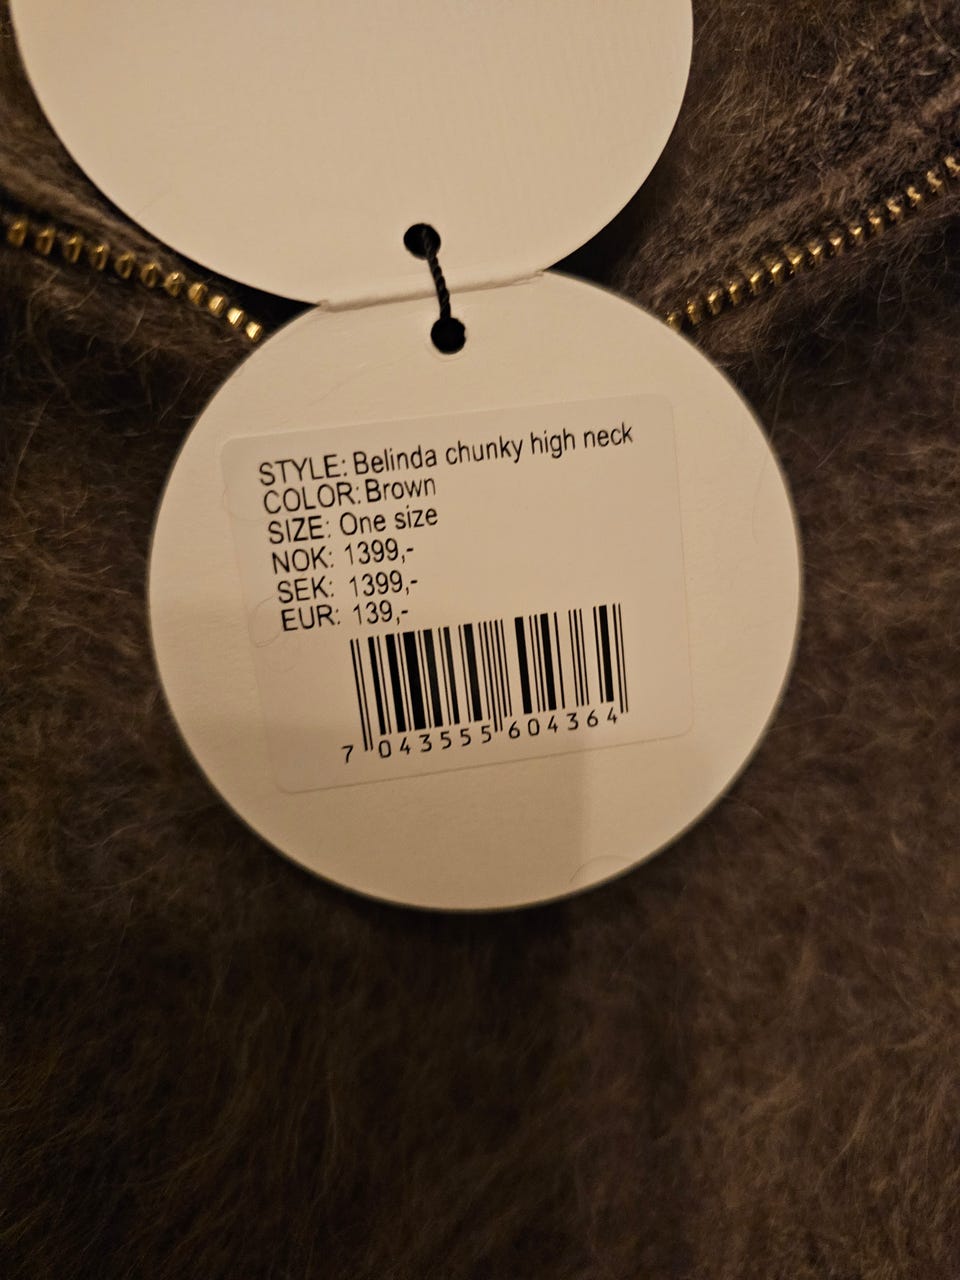 STYLE: Belinda chunky high neck
COLOR: Brown
SIZE: One size
NOK: 1399,-
SEK: 1399,-
EUR: 139,-
7 043555 604364